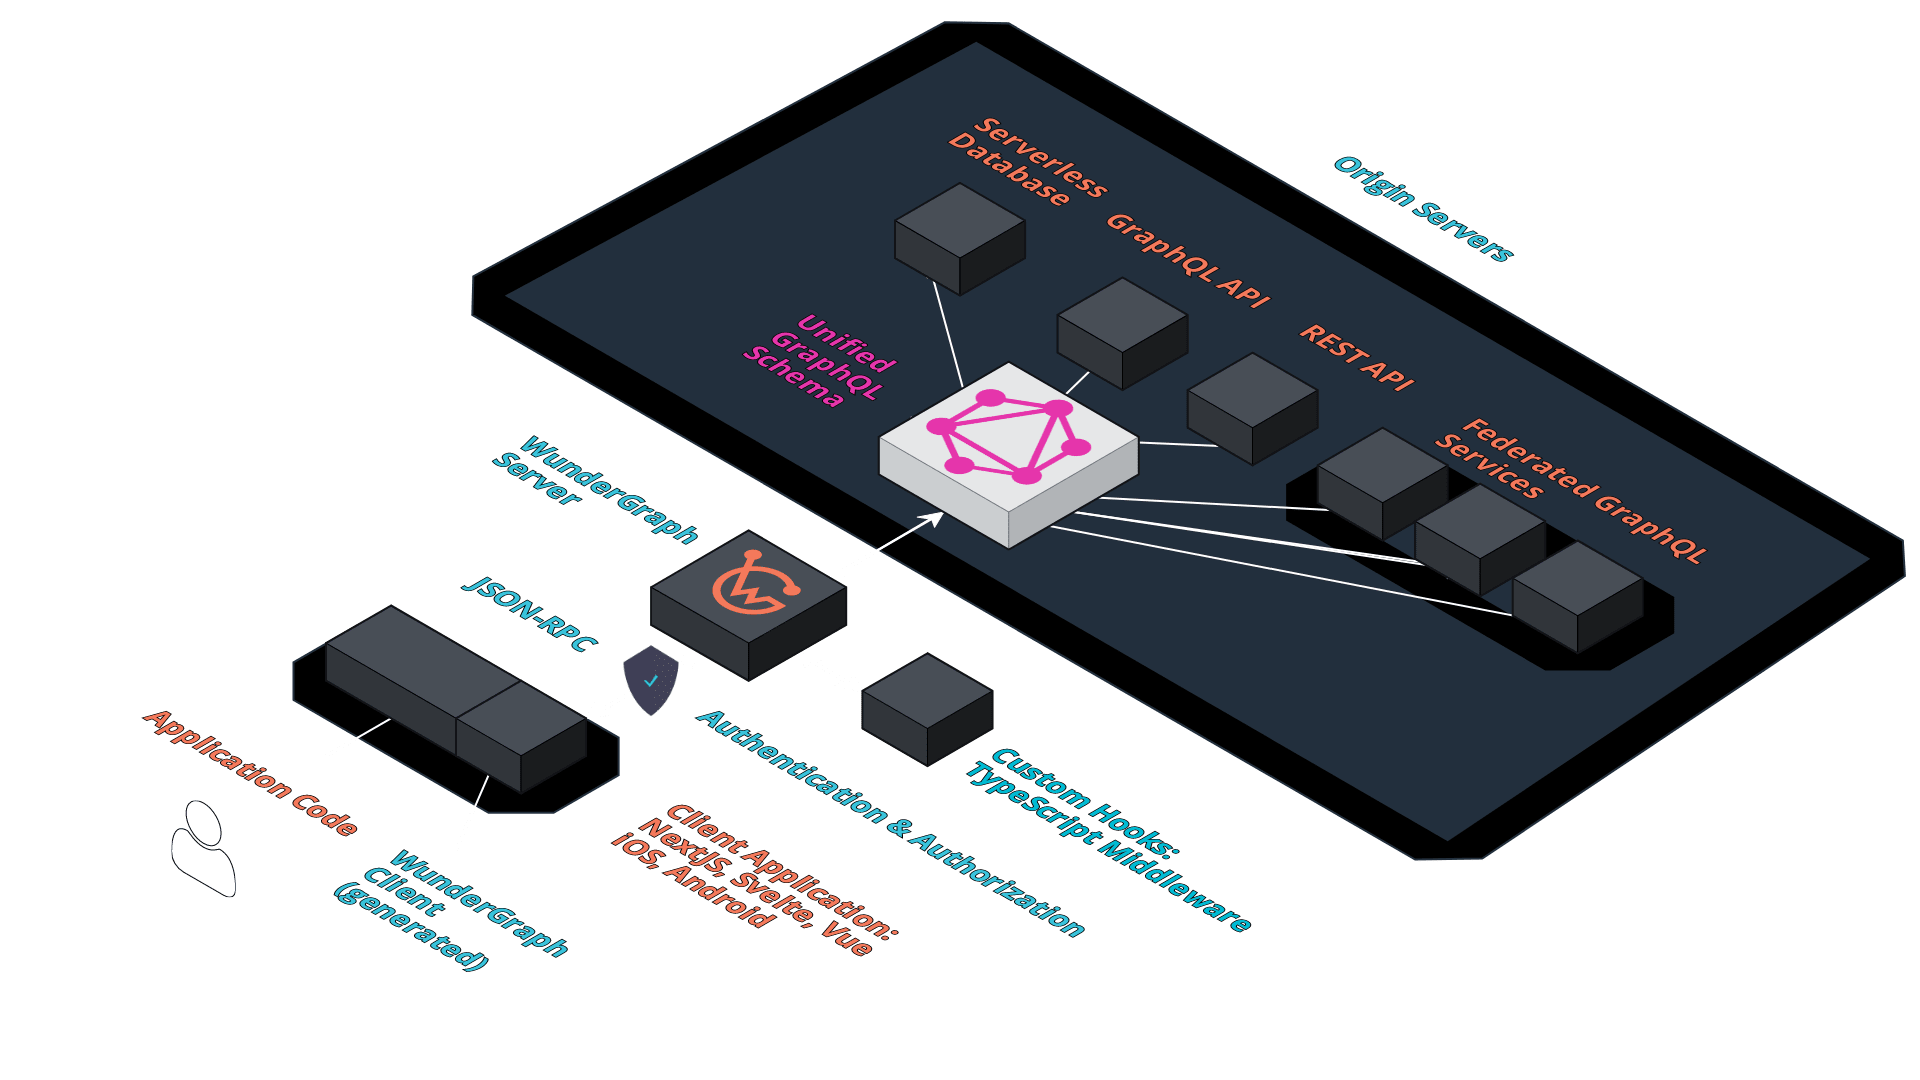 Serverless
Database
GraphQL API
REST API
Federated GraphQL
Services
Origin Servers
Unified
GraphQL
Schema
WunderGraph
Server
JSON-RPC
Application Code
WunderGraph
Client
(generated)
Client Application:
NextJS, Svelte, Vue
iOS, Android
Authentication & Authorization
Custom Hooks:
TypeScript Middleware